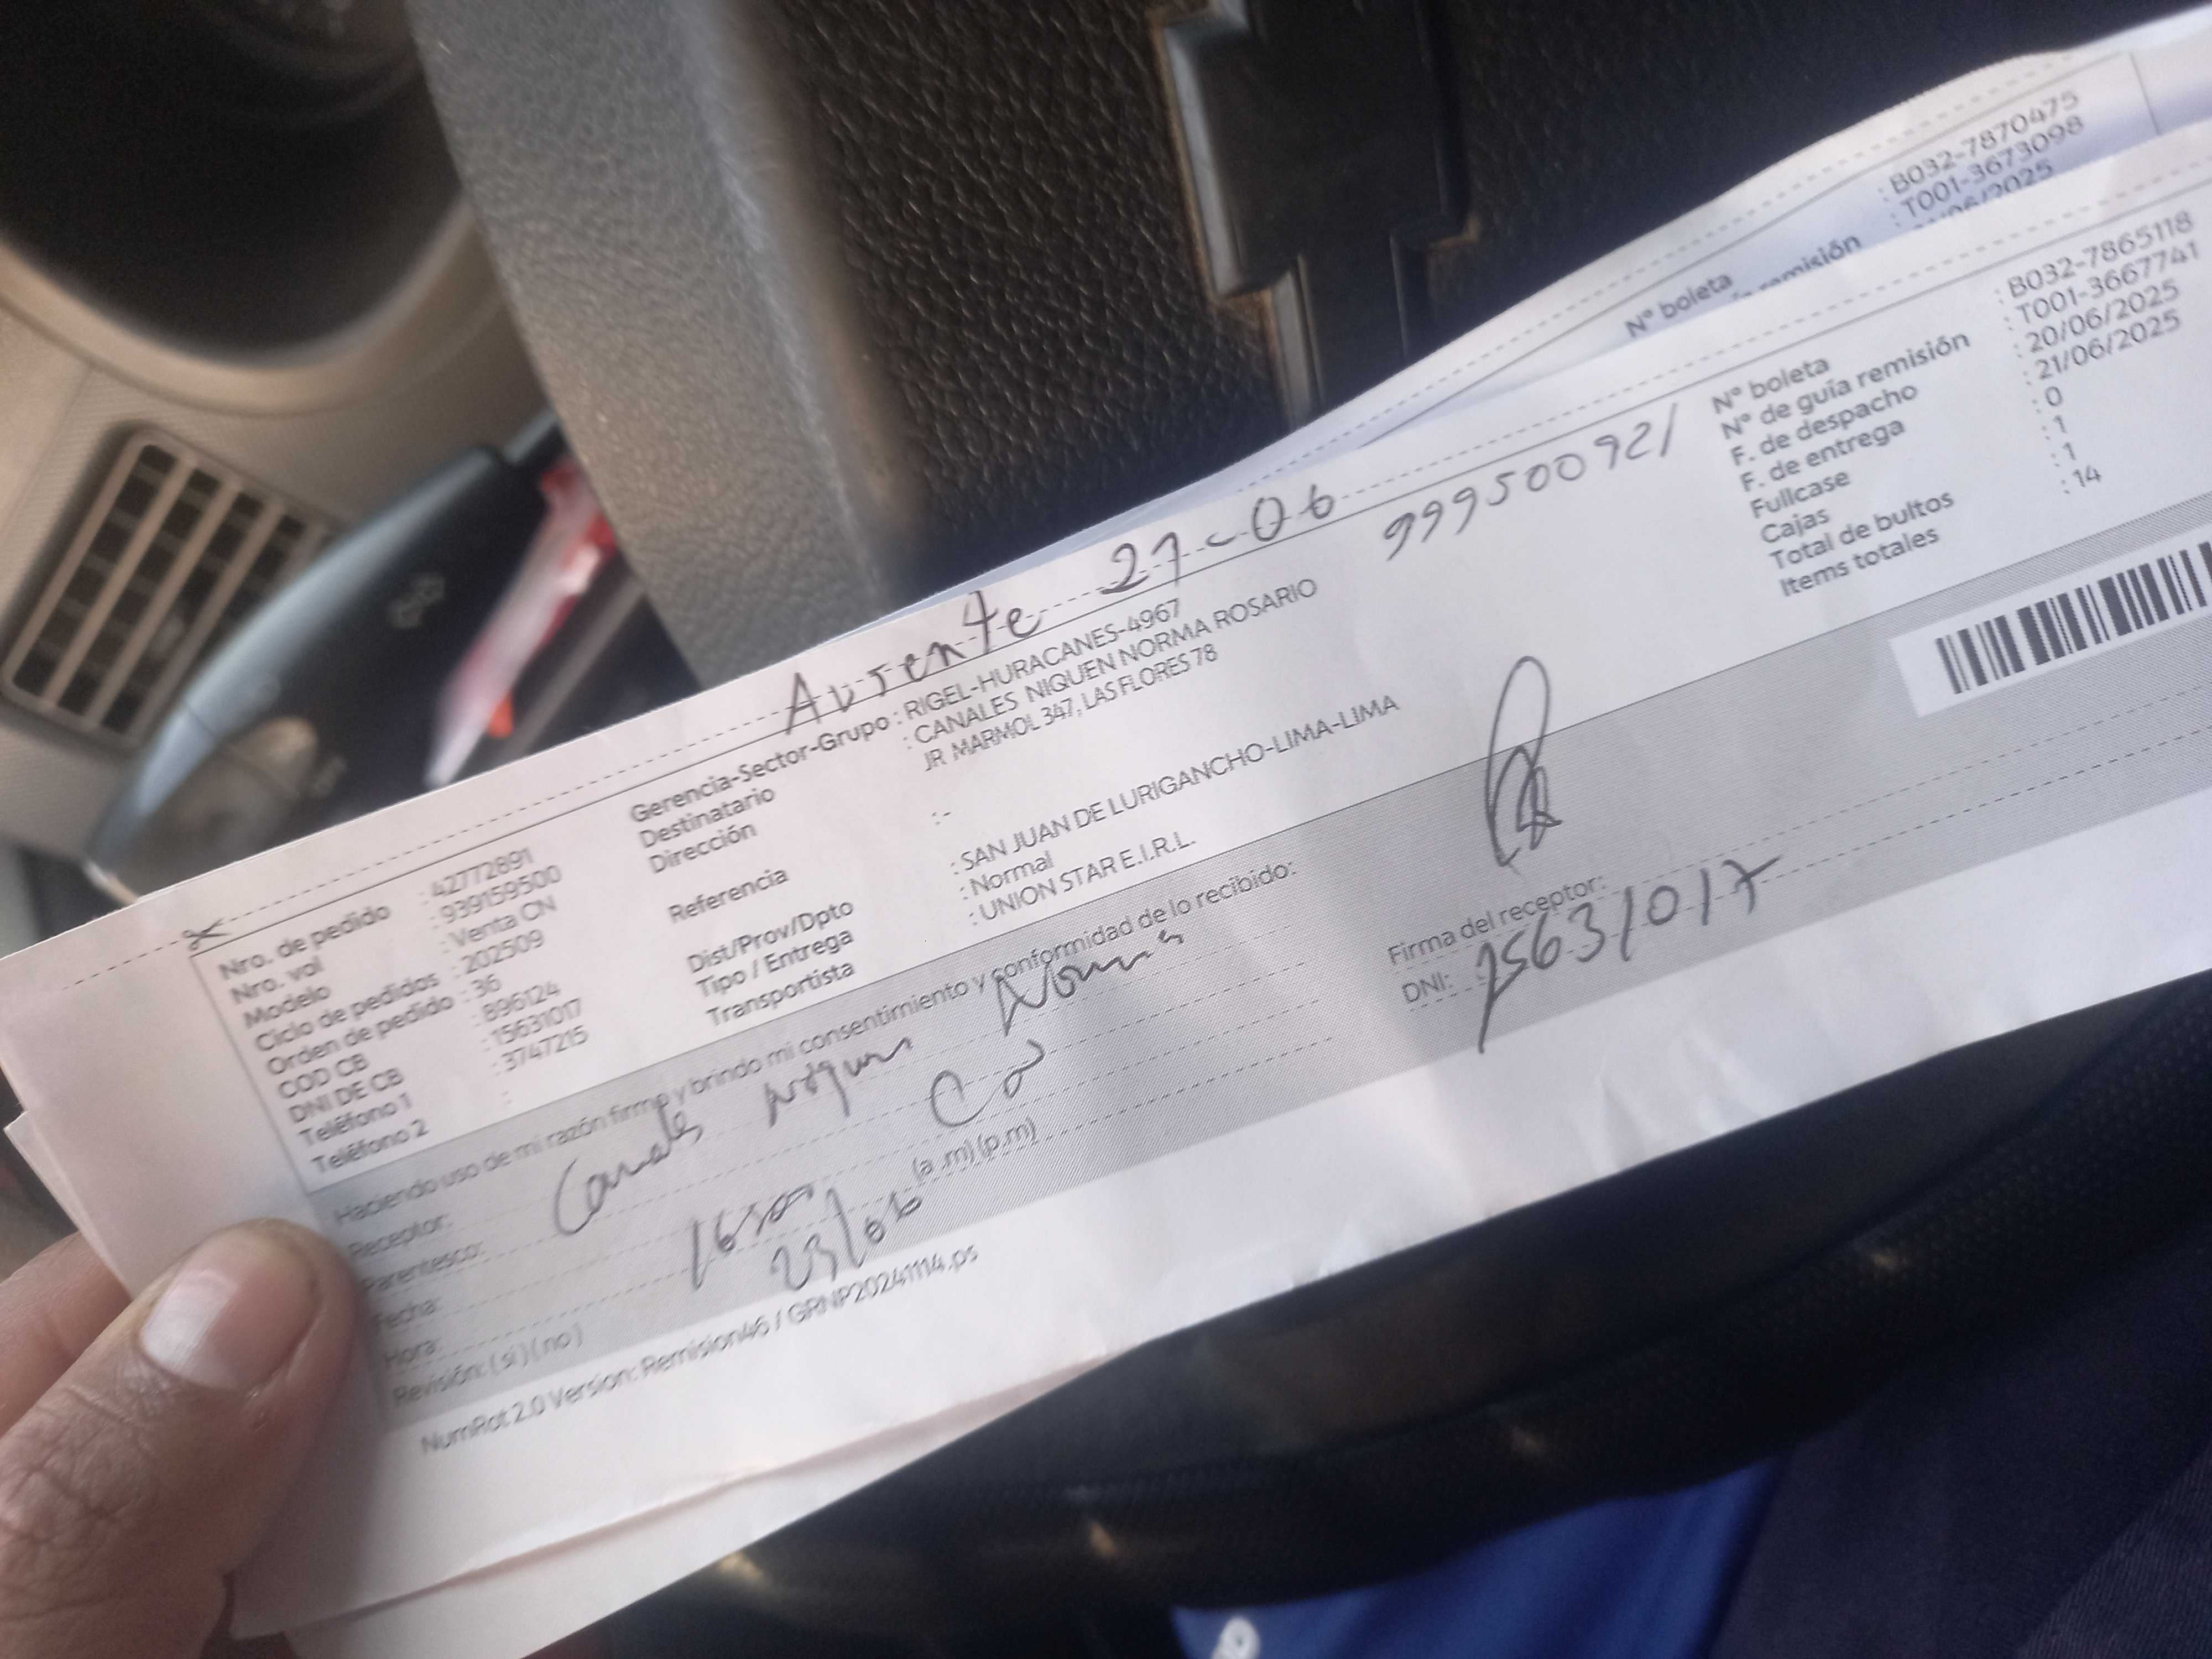 Nº boleta : B032-7870475
remisión : T001-3673098
/06/2025
Ausente 21-06
999500921
Nro. de pedido : 42772891
Nro. vol : 939159500
Modelo : Venta CN
Ciclo de pedidos : 202509
Orden de pedido : 36
COD CB : 896124
DNI DE CB : 15631017
Teléfono 1 : 3747215
Teléfono 2 :
Gerencia-Sector-Grupo : RIGEL-HURACANES-4967
Destinatario : CANALES NIQUEN NORMA ROSARIO
Dirección JR MARMOL 347, LAS FLORES 78
Referencia :-
Dist/Prov/Dpto : SAN JUAN DE LURIGANCHO-LIMA-LIMA
Tipo / Entrega : Normal
Transportista : UNION STAR E.I.R.L.
Nº boleta : B032-7865118
Nº de guía remisión : T001-3667741
F. de despacho : 20/06/2025
F. de entrega : 21/06/2025
Fullcase : 0
Cajas : 1
Total de bultos : 1
Items totales : 14
Haciendo uso de mi razón firmo y brindo mi consentimiento y conformidad de lo recibido:
Receptor: Canales Niquen Norma
Parentesco:
Fecha:
Hora: 23/06 (a.m)(p.m)
Revisión: (si) (no)
Firma del receptor:
DNI: 15631017
NumRot 2.0 Version: Remision46 / GRNP20241114.ps